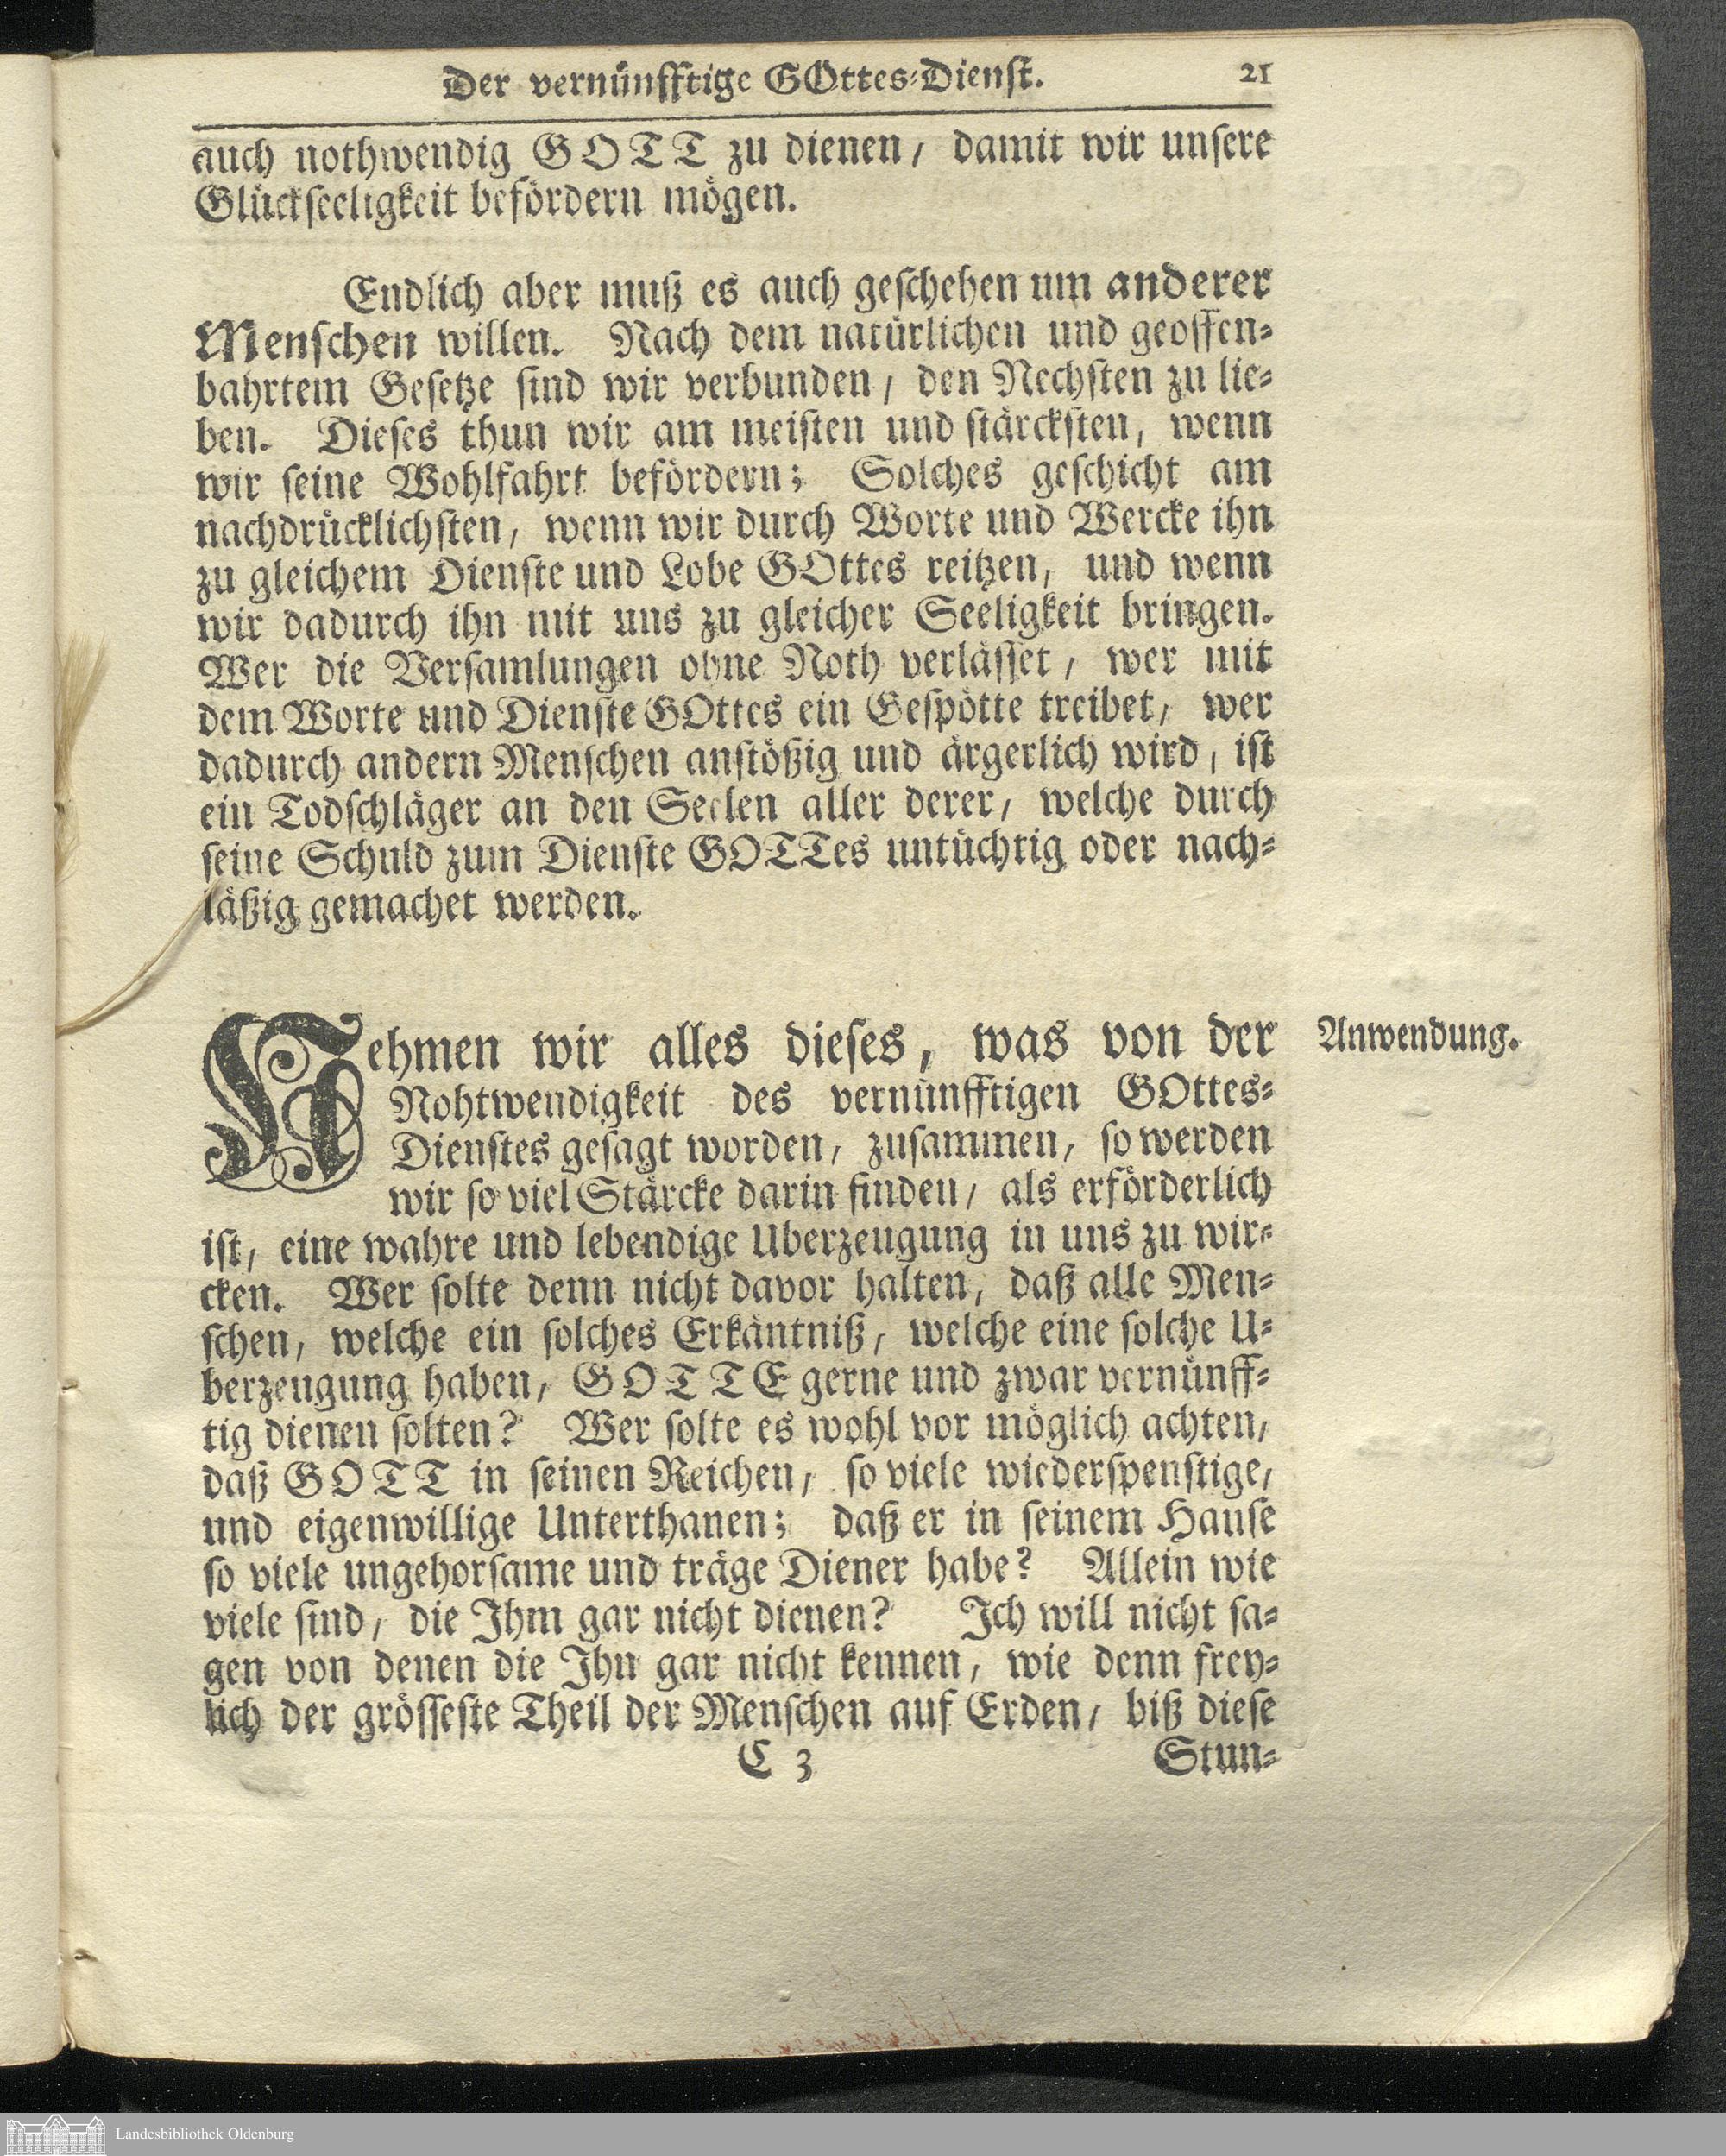 Der vernünfftige GOttes-Dienst. 21
auch nothwendig GOTT zu dienen, damit wir unsere
Glückseeligkeit befördern mögen.
Endlich aber muß es auch geschehen um anderer
Menschen willen. Nach dem natürlichen und geoffen-
bahrtem Gesetze sind wir verbunden, den Nechsten zu lie-
ben. Dieses thun wir am meisten und stärcksten, wenn
wir seine Wohlfahrt befördern; Solches geschicht am
nachdrücklichsten, wenn wir durch Worte und Wercke ihn
zu gleichem Dienste und Lobe GOttes reitzen, und wenn
wir dadurch ihn mit uns zu gleicher Seeligkeit bringen.
Wer die Versamlungen ohne Noth verlässet, wer mit
dem Worte und Dienste GOttes ein Gespötte treibet, wer
dadurch andern Menschen anstößig und ärgerlich wird, ist
ein Todschläger an den Seelen aller derer, welche durch
seine Schuld zum Dienste GOTTes untüchtig oder nach-
läßig gemachet werden.
Nehmen wir alles dieses, was von der
Anwendung.
Nohtwendigkeit des vernünfftigen GOttes-
Dienstes gesagt worden, zusammen, so werden
wir so viel Stärcke darin finden, als erförderlich
ist, eine wahre und lebendige Uberzeugung in uns zu wir-
cken. Wer solte denn nicht davor halten, daß alle Men-
schen, welche ein solches Erkäntniß, welche eine solche U-
berzeugung haben, GOTTE gerne und zwar vernünff-
tig dienen solten? Wer solte es wohl vor möglich achten,
daß GOTT in seinen Reichen, so viele wiederspenstige,
und eigenwillige Unterthanen; daß er in seinem Hause
so viele ungehorsame und träge Diener habe? Allein wie
viele sind, die Ihm gar nicht dienen? Ich will nicht sa-
gen von denen die Ihn gar nicht kennen, wie denn frey-
lich der grösseste Theil der Menschen auf Erden, biß diese
C 3 Stun-
Landesbibliothek Oldenburg